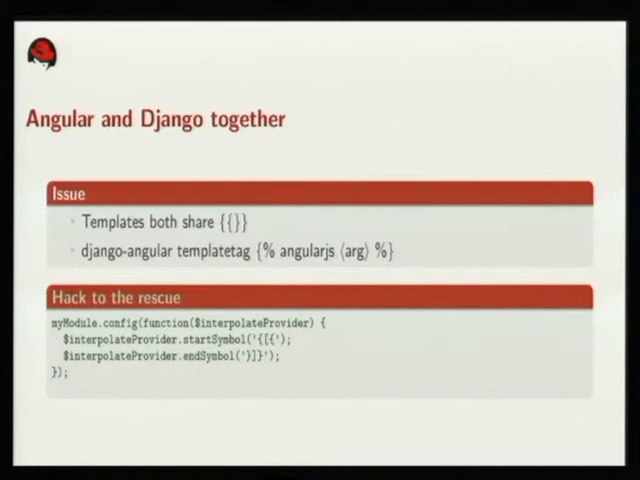 Angular and Django together
Issue
Templates both share {{}}
django-angular templatetag {% angularjs ⟨arg⟩ %}
Hack to the rescue
myModule.config(function($interpolateProvider) {
$interpolateProvider.startSymbol('{[{');
$interpolateProvider.endSymbol('}]}');
});